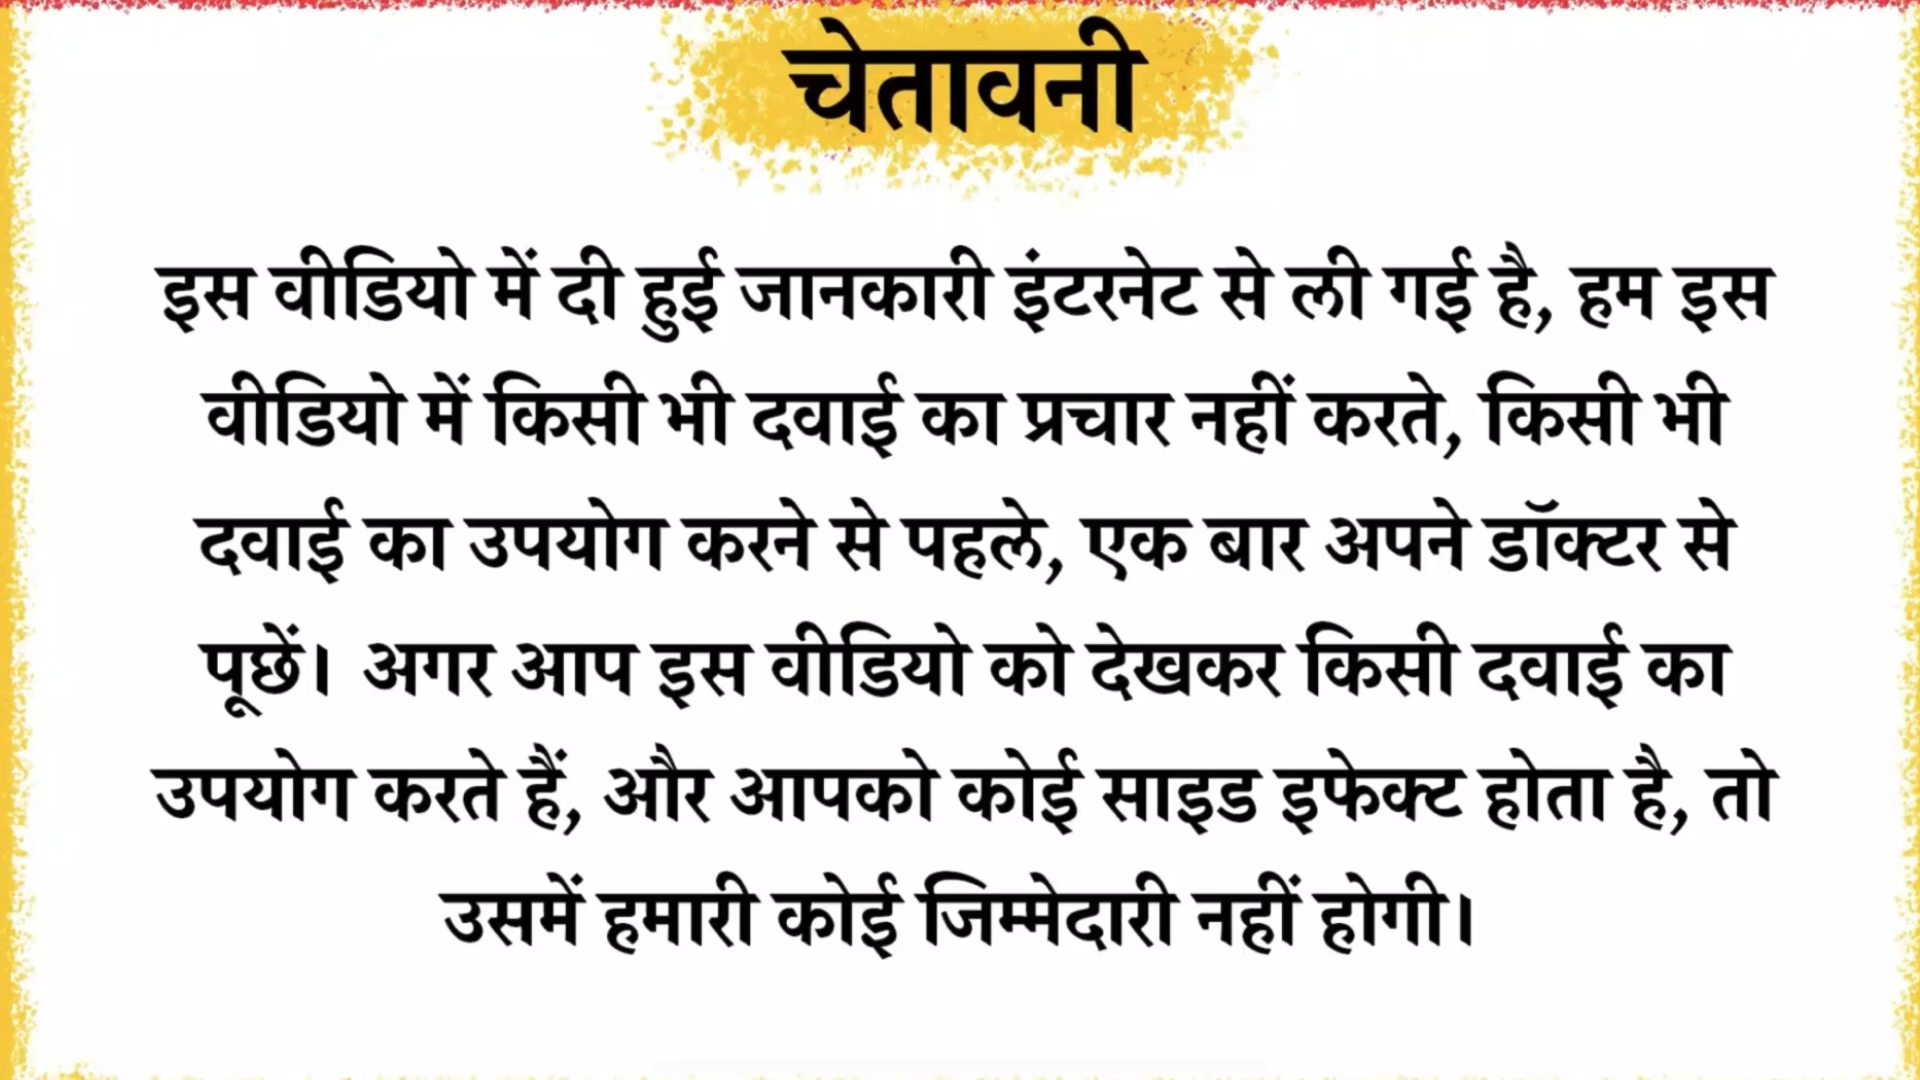 चेतावनी
इस वीडियो में दी हुई जानकारी इंटरनेट से ली गई है, हम इस
वीडियो में किसी भी दवाई का प्रचार नहीं करते, किसी भी
दवाई का उपयोग करने से पहले, एक बार अपने डॉक्टर से
पूछें। अगर आप इस वीडियो को देखकर किसी दवाई का
उपयोग करते हैं, और आपको कोई साइड इफेक्ट होता है, तो
उसमें हमारी कोई जिम्मेदारी नहीं होगी।